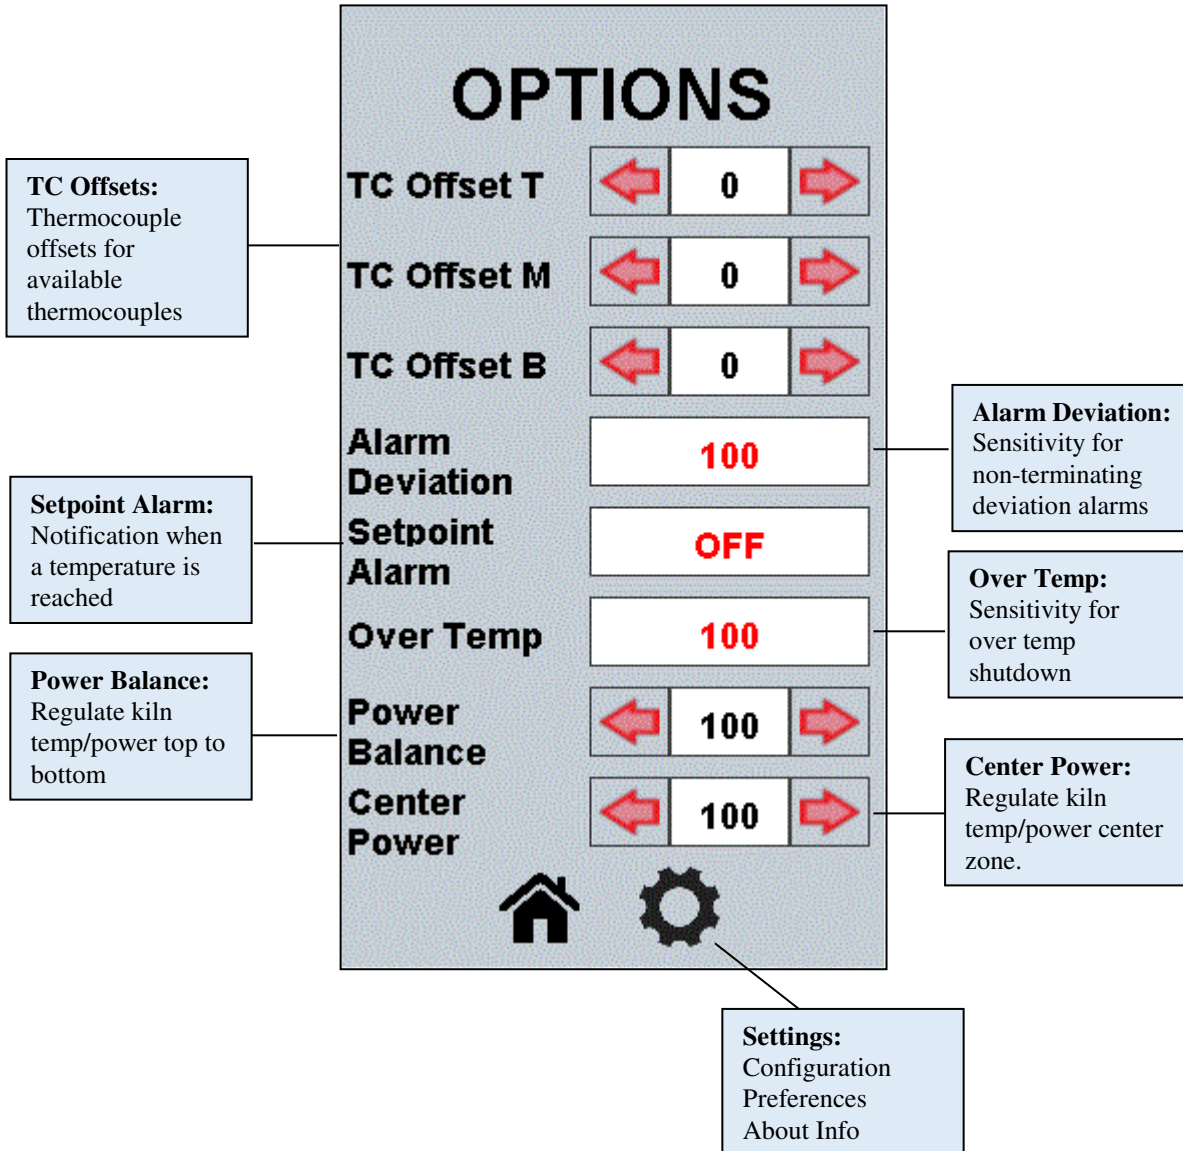 OPTIONS
TC Offset T
0
TC Offset M
0
TC Offset B
0
Alarm
Deviation
100
Setpoint
Alarm
OFF
Over Temp
100
Power
Balance
100
Center
Power
100
TC Offsets:
Thermocouple
offsets for
available
thermocouples
Setpoint Alarm:
Notification when
a temperature is
reached
Power Balance:
Regulate kiln
temp/power top to
bottom
Alarm Deviation:
Sensitivity for
non-terminating
deviation alarms
Over Temp:
Sensitivity for
over temp
shutdown
Center Power:
Regulate kiln
temp/power center
zone.
Settings:
Configuration
Preferences
About Info